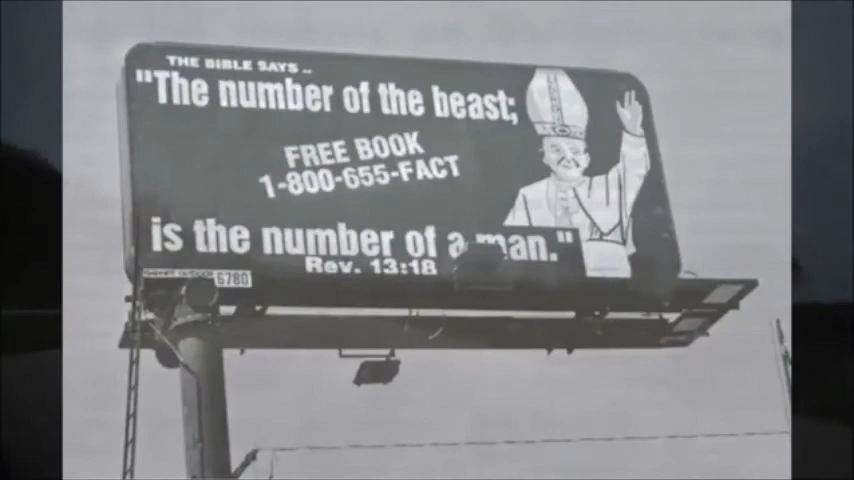 THE BIBLE SAYS ..
"The number of the beast;
FREE BOOK
1-800-655-FACT
is the number of a man."
Rev. 13:18
6780